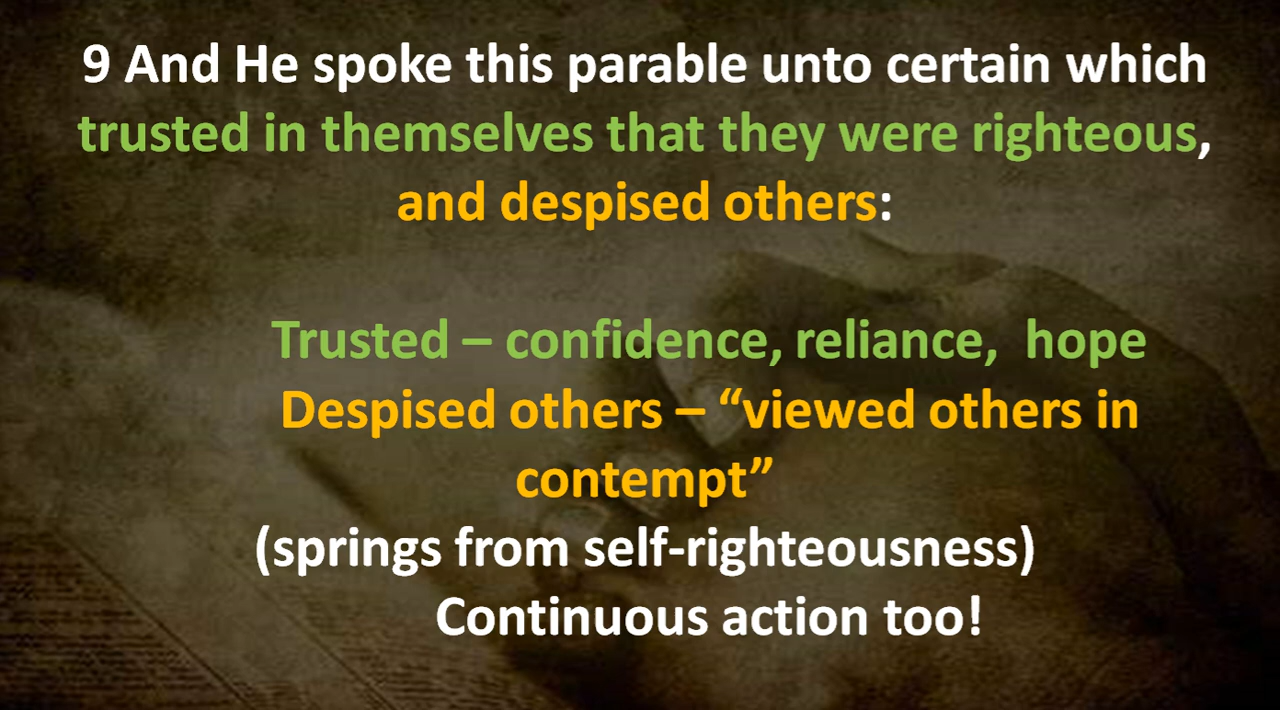 9 And He spoke this parable unto certain which
trusted in themselves that they were righteous,
and despised others:
Trusted – confidence, reliance,  hope
Despised others – “viewed others in
contempt”
(springs from self-righteousness)
Continuous action too!